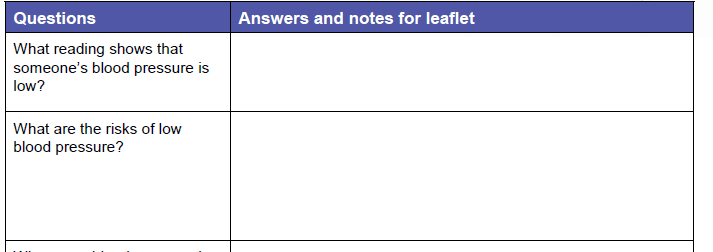 Questions
Answers and notes for leaflet
What reading shows that
someone's blood pressure is
low?
What are the risks of low
blood pressure?